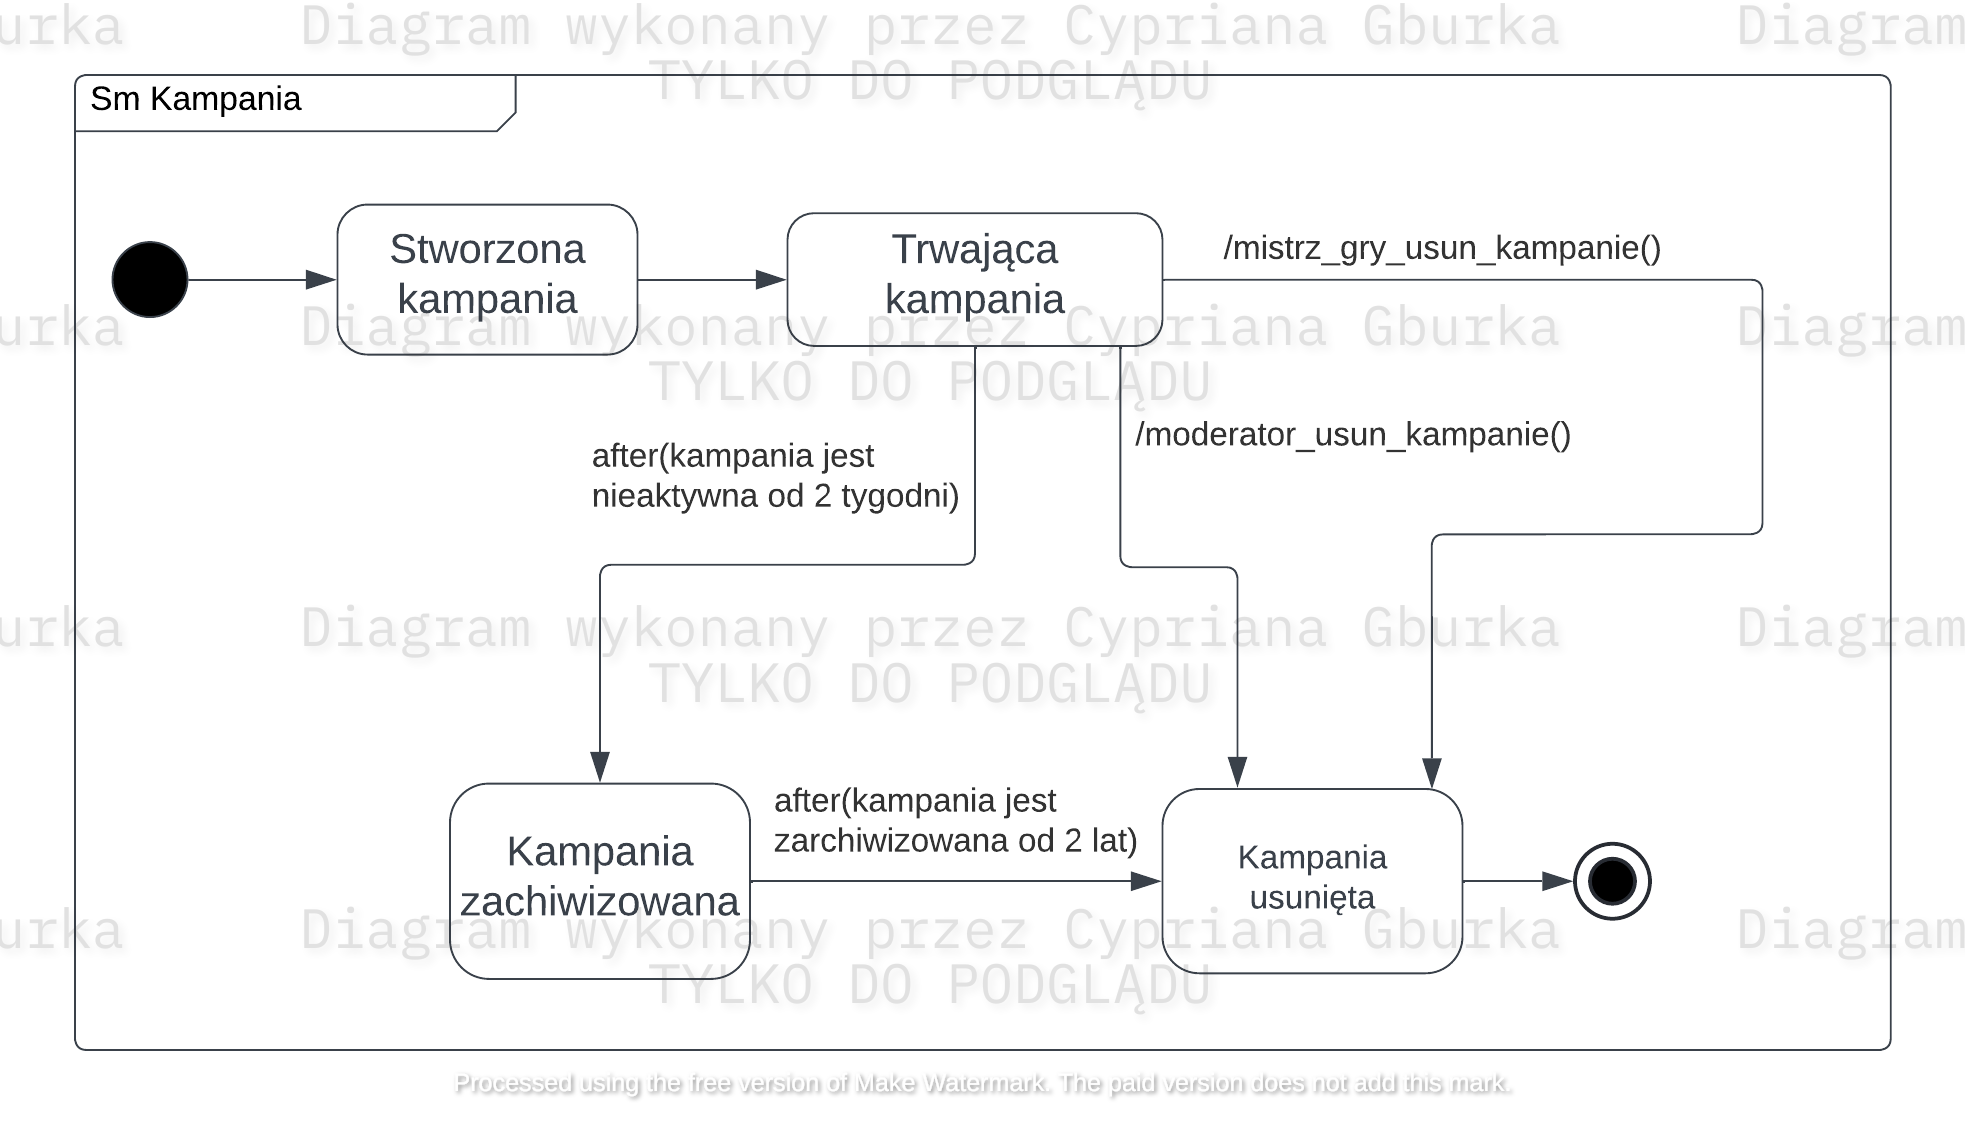 urka Diagram wykonany przez Cypriana Gburka Diagram
TYLKO DO PODGLĄDU
Sm Kampania
Stworzona
kampania
Trwająca
kampania
/mistrz_gry_usun_kampanie()
urka Diagram wykonany przez Cypriana Gburka Diagram
TYLKO DO PODGLĄDU
/moderator_usun_kampanie()
after(kampania jest
nieaktywna od 2 tygodni)
urka Diagram wykonany przez Cypriana Gburka Diagram
TYLKO DO PODGLĄDU
after(kampania jest
zarchiwizowana od 2 lat)
Kampania
zachiwizowana
Kampania
usunięta
urka Diagram wykonany przez Cypriana Gburka Diagram
TYLKO DO PODGLĄDU
Processed using the free version of Make Watermark. The paid version does not add this mark.